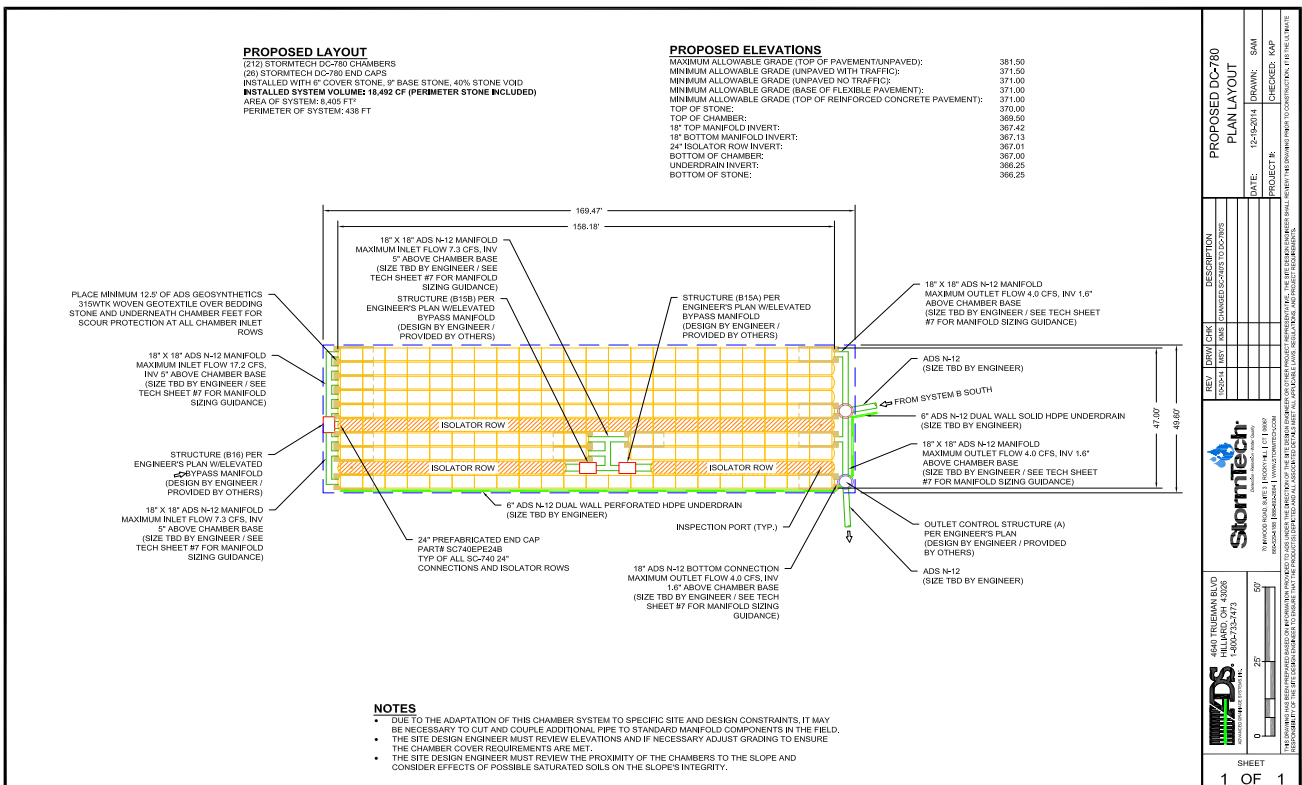 PROPOSED LAYOUT
(212) STORMTECH DC-780 CHAMBERS
(26) STORMTECH DC-780 END CAPS
INSTALLED WITH 6" COVER STONE, 9" BASE STONE, 40% STONE VOID
INSTALLED SYSTEM VOLUME: 18,492 CF (PERIMETER STONE INCLUDED)
AREA OF SYSTEM: 8,405 FT²
PERIMETER OF SYSTEM: 438 FT
PROPOSED ELEVATIONS
MAXIMUM ALLOWABLE GRADE (TOP OF PAVEMENT/UNPAVED): 381.50
MINIMUM ALLOWABLE GRADE (UNPAVED WITH TRAFFIC): 371.50
MINIMUM ALLOWABLE GRADE (UNPAVED NO TRAFFIC): 371.00
MINIMUM ALLOWABLE GRADE (BASE OF FLEXIBLE PAVEMENT): 371.00
MINIMUM ALLOWABLE GRADE (TOP OF REINFORCED CONCRETE PAVEMENT): 371.00
TOP OF STONE: 370.00
TOP OF CHAMBER: 369.50
18" TOP MANIFOLD INVERT: 367.42
18" BOTTOM MANIFOLD INVERT: 367.13
24" ISOLATOR ROW INVERT: 367.01
BOTTOM OF CHAMBER: 367.00
UNDERDRAIN INVERT: 366.25
BOTTOM OF STONE: 366.25
169.47'
158.18'
18" X 18" ADS N-12 MANIFOLD
MAXIMUM INLET FLOW 7.3 CFS, INV
5" ABOVE CHAMBER BASE
(SIZE TBD BY ENGINEER / SEE
TECH SHEET #7 FOR MANIFOLD
SIZING GUIDANCE)
STRUCTURE (B15B) PER
ENGINEER'S PLAN W/ELEVATED
BYPASS MANIFOLD
(DESIGN BY ENGINEER /
PROVIDED BY OTHERS)
STRUCTURE (B15A) PER
ENGINEER'S PLAN W/ELEVATED
BYPASS MANIFOLD
(DESIGN BY ENGINEER /
PROVIDED BY OTHERS)
18" X 18" ADS N-12 MANIFOLD
MAXIMUM OUTLET FLOW 4.0 CFS, INV 1.6"
ABOVE CHAMBER BASE
(SIZE TBD BY ENGINEER / SEE TECH SHEET
#7 FOR MANIFOLD SIZING GUIDANCE)
PLACE MINIMUM 12.5' OF ADS GEOSYNTHETICS
315WTK WOVEN GEOTEXTILE OVER BEDDING
STONE AND UNDERNEATH CHAMBER FEET FOR
SCOUR PROTECTION AT ALL CHAMBER INLET
ROWS
18" X 18" ADS N-12 MANIFOLD
MAXIMUM INLET FLOW 17.2 CFS,
INV 5" ABOVE CHAMBER BASE
(SIZE TBD BY ENGINEER / SEE
TECH SHEET #7 FOR MANIFOLD
SIZING GUIDANCE)
ADS N-12
(SIZE TBD BY ENGINEER)
FROM SYSTEM B SOUTH
6" ADS N-12 DUAL WALL SOLID HDPE UNDERDRAIN
(SIZE TBD BY ENGINEER)
47.00'
49.60'
ISOLATOR ROW
ISOLATOR ROW
ISOLATOR ROW
STRUCTURE (B16) PER
ENGINEER'S PLAN W/ELEVATED
BYPASS MANIFOLD
(DESIGN BY ENGINEER /
PROVIDED BY OTHERS)
18" X 18" ADS N-12 MANIFOLD
MAXIMUM OUTLET FLOW 4.0 CFS, INV 1.6"
ABOVE CHAMBER BASE
(SIZE TBD BY ENGINEER / SEE TECH SHEET
#7 FOR MANIFOLD SIZING GUIDANCE)
18" X 18" ADS N-12 MANIFOLD
MAXIMUM INLET FLOW 7.3 CFS, INV
5" ABOVE CHAMBER BASE
(SIZE TBD BY ENGINEER / SEE
TECH SHEET #7 FOR MANIFOLD
SIZING GUIDANCE)
6" ADS N-12 DUAL WALL PERFORATED HDPE UNDERDRAIN
(SIZE TBD BY ENGINEER)
INSPECTION PORT (TYP.)
24" PREFABRICATED END CAP
PART# SC740EPE24B
TYP OF ALL SC-740 24"
CONNECTIONS AND ISOLATOR ROWS
18" ADS N-12 BOTTOM CONNECTION
MAXIMUM OUTLET FLOW 4.0 CFS, INV
1.6" ABOVE CHAMBER BASE
(SIZE TBD BY ENGINEER / SEE TECH
SHEET #7 FOR MANIFOLD SIZING
GUIDANCE)
OUTLET CONTROL STRUCTURE (A)
PER ENGINEER'S PLAN
(DESIGN BY ENGINEER / PROVIDED
BY OTHERS)
ADS N-12
(SIZE TBD BY ENGINEER)
NOTES
• DUE TO THE ADAPTATION OF THIS CHAMBER SYSTEM TO SPECIFIC SITE AND DESIGN CONSTRAINTS, IT MAY
BE NECESSARY TO CUT AND COUPLE ADDITIONAL PIPE TO STANDARD MANIFOLD COMPONENTS IN THE FIELD.
• THE SITE DESIGN ENGINEER MUST REVIEW ELEVATIONS AND IF NECESSARY ADJUST GRADING TO ENSURE
THE CHAMBER COVER REQUIREMENTS ARE MET.
• THE SITE DESIGN ENGINEER MUST REVIEW THE PROXIMITY OF THE CHAMBERS TO THE SLOPE AND
CONSIDER EFFECTS OF POSSIBLE SATURATED SOILS ON THE SLOPE'S INTEGRITY.
PROPOSED DC-780
PLAN LAYOUT
DATE: 12-19-2014 DRAWN: SAM
PROJECT #: CHECKED: KAP
REV DRW CHK DESCRIPTION
10-20-14 MSY KMS CHANGED SC-740'S TO DC-780'S
StormTech
Detention · Retention · Water Quality
4640 TRUEMAN BLVD
HILLIARD, OH 43026
1-800-733-7473
ADS
ADVANCED DRAINAGE SYSTEMS, INC.
0 25' 50'
SHEET
1 OF 1